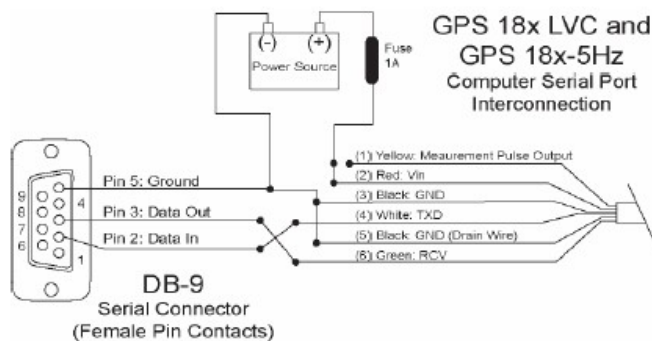 GPS 18x LVC and
GPS 18x-5Hz
Computer Serial Port
Interconnection
(-) (+)
Power Source
Fuse
1A
(1) Yellow: Meaurement Pulse Output
(2) Red: Vin
(3) Black: GND
(4) White: TXD
(5) Black: GND (Drain Wire)
(6) Green: RCV
Pin 5: Ground
Pin 3: Data Out
Pin 2: Data In
9
8
7
6
4
1
DB-9
Serial Connector
(Female Pin Contacts)